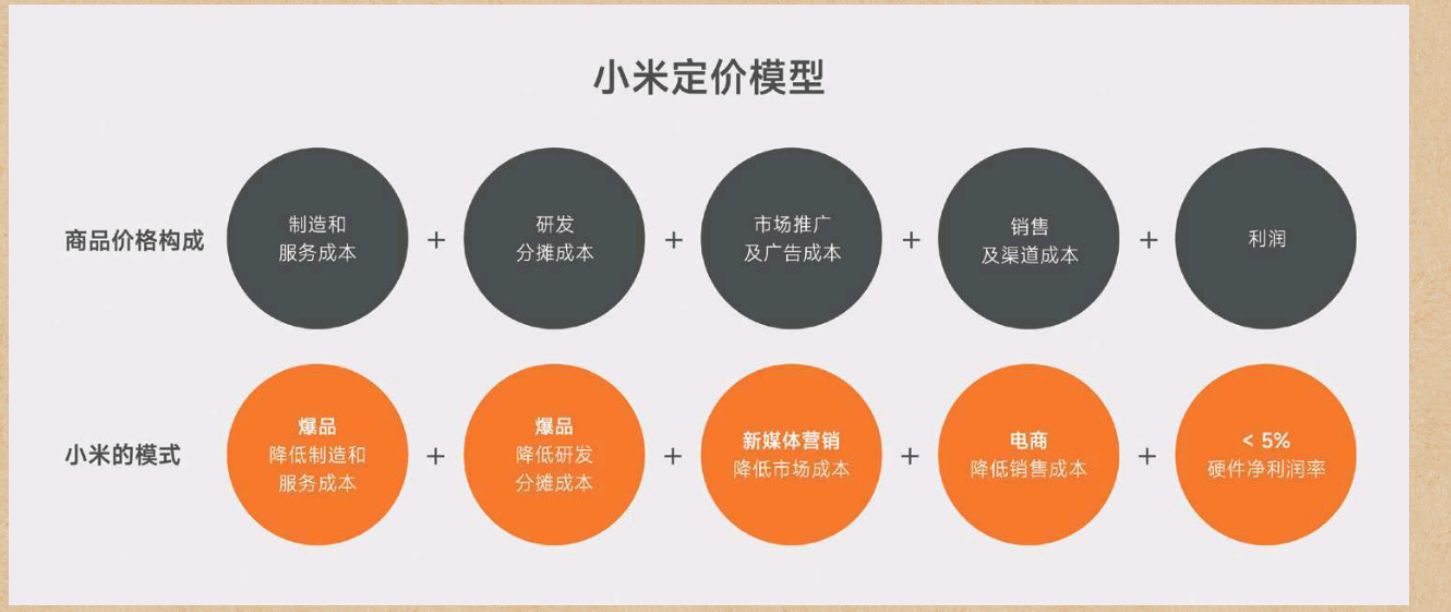 小米定价模型
商品价格构成
制造和
服务成本
+
研发
分摊成本
+
市场推广
及广告成本
+
销售
及渠道成本
+
利润
小米的模式
爆品
降低制造和
服务成本
+
爆品
降低研发
分摊成本
+
新媒体营销
降低市场成本
+
电商
降低销售成本
+
< 5%
硬件净利润率